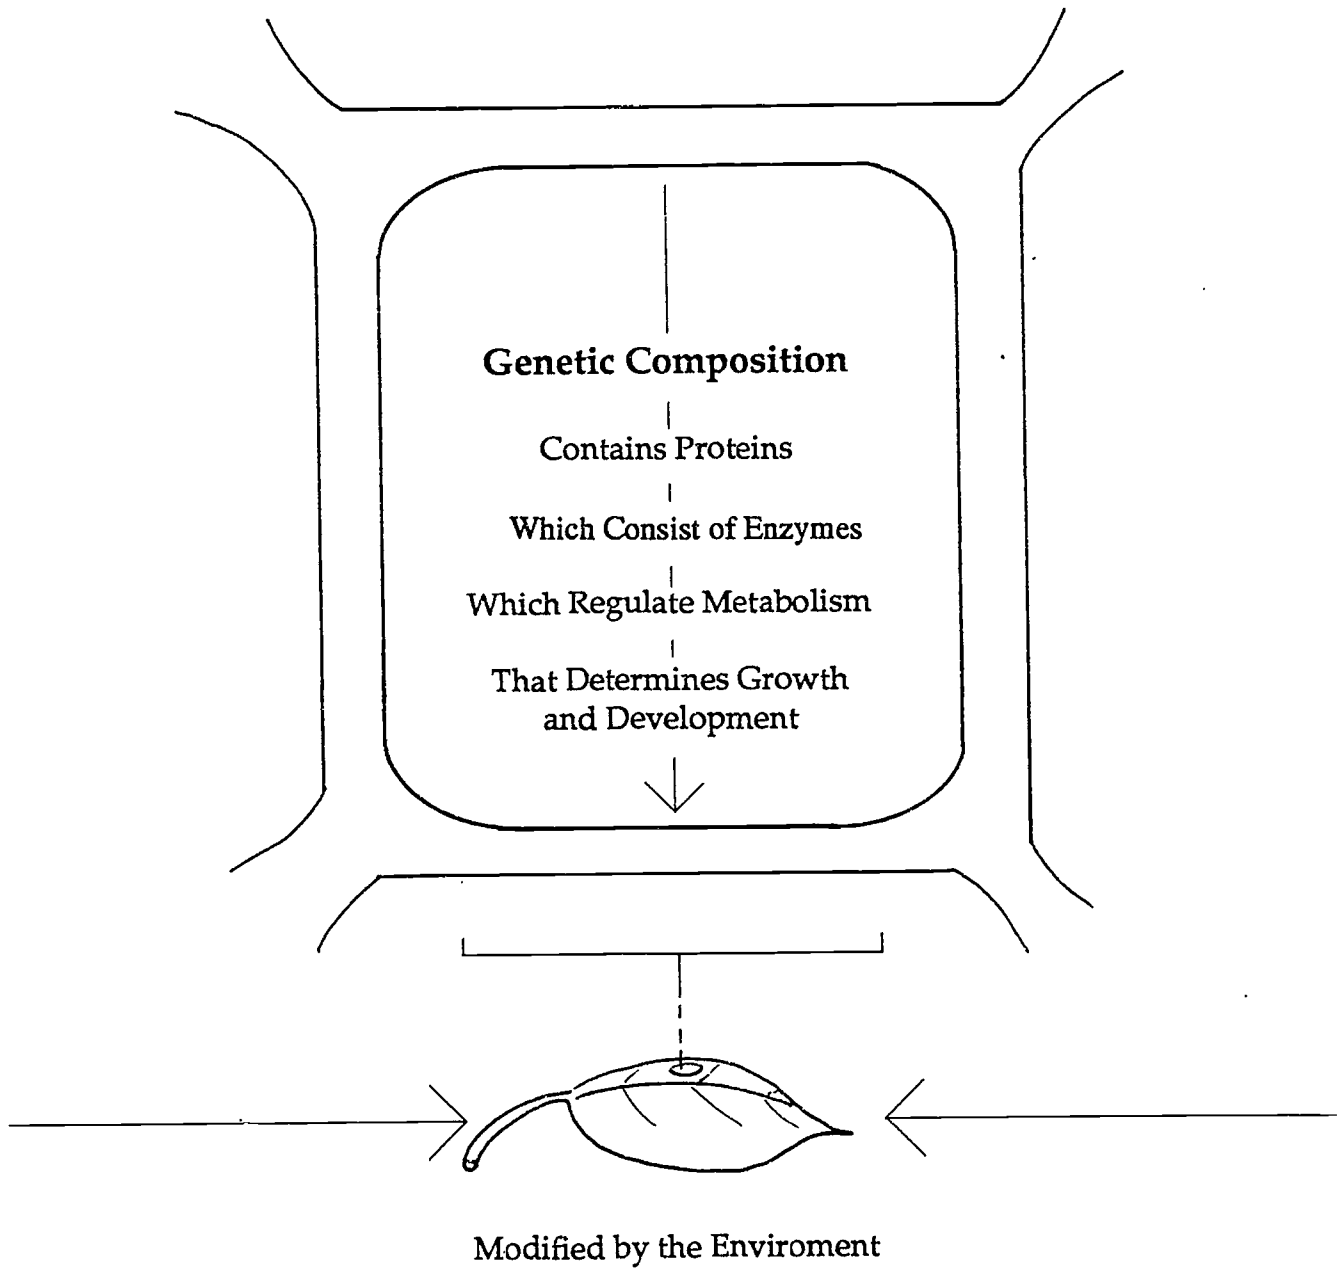 Genetic Composition
Contains Proteins
Which Consist of Enzymes
Which Regulate Metabolism
That Determines Growth
and Development
Modified by the Enviroment